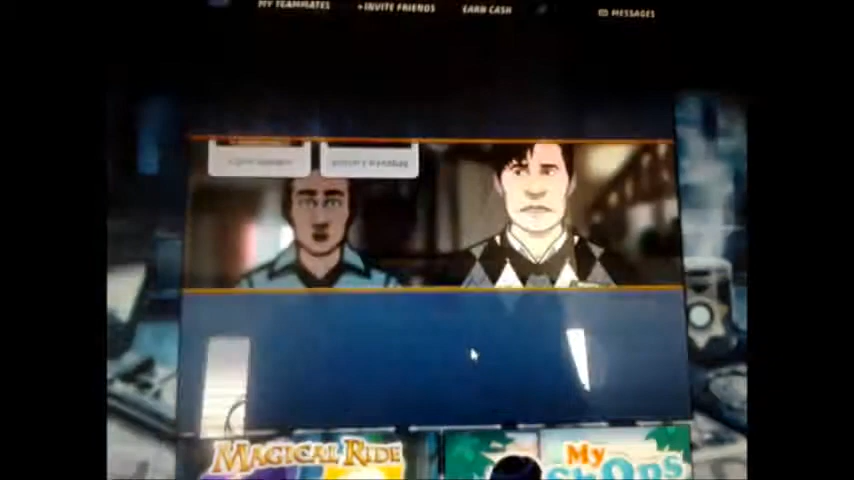 MY TEAMMATES
+ INVITE FRIENDS
EARN CASH
MESSAGES
MAGICAL RIDE
My
Shops